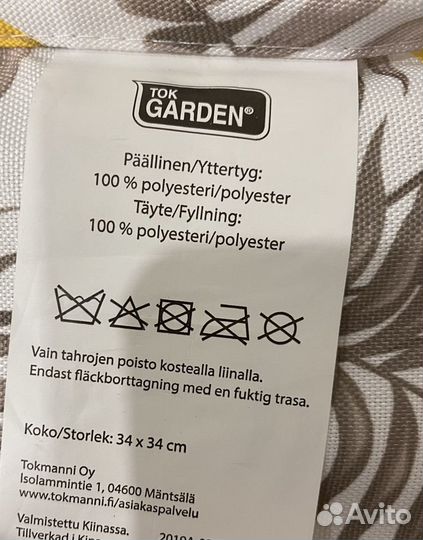 TOK
GARDEN®
Päällinen/Yttertyg:
100 % polyesteri/polyester
Täyte/Fyllning:
100 % polyesteri/polyester
Vain tahrojen poisto kostealla liinalla.
Endast fläckborttagning med en fuktig trasa.
Koko/Storlek: 34 x 34 cm
Tokmanni Oy
Isolammintie 1, 04600 Mäntsälä
www.tokmanni.fi/asiakaspalvelu
Valmistettu Kiinassa.
Tillverkad i
Avito